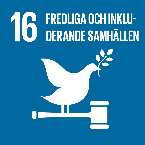 16 FREDLIGA OCH INKLU-
DERANDE SAMHÄLLEN